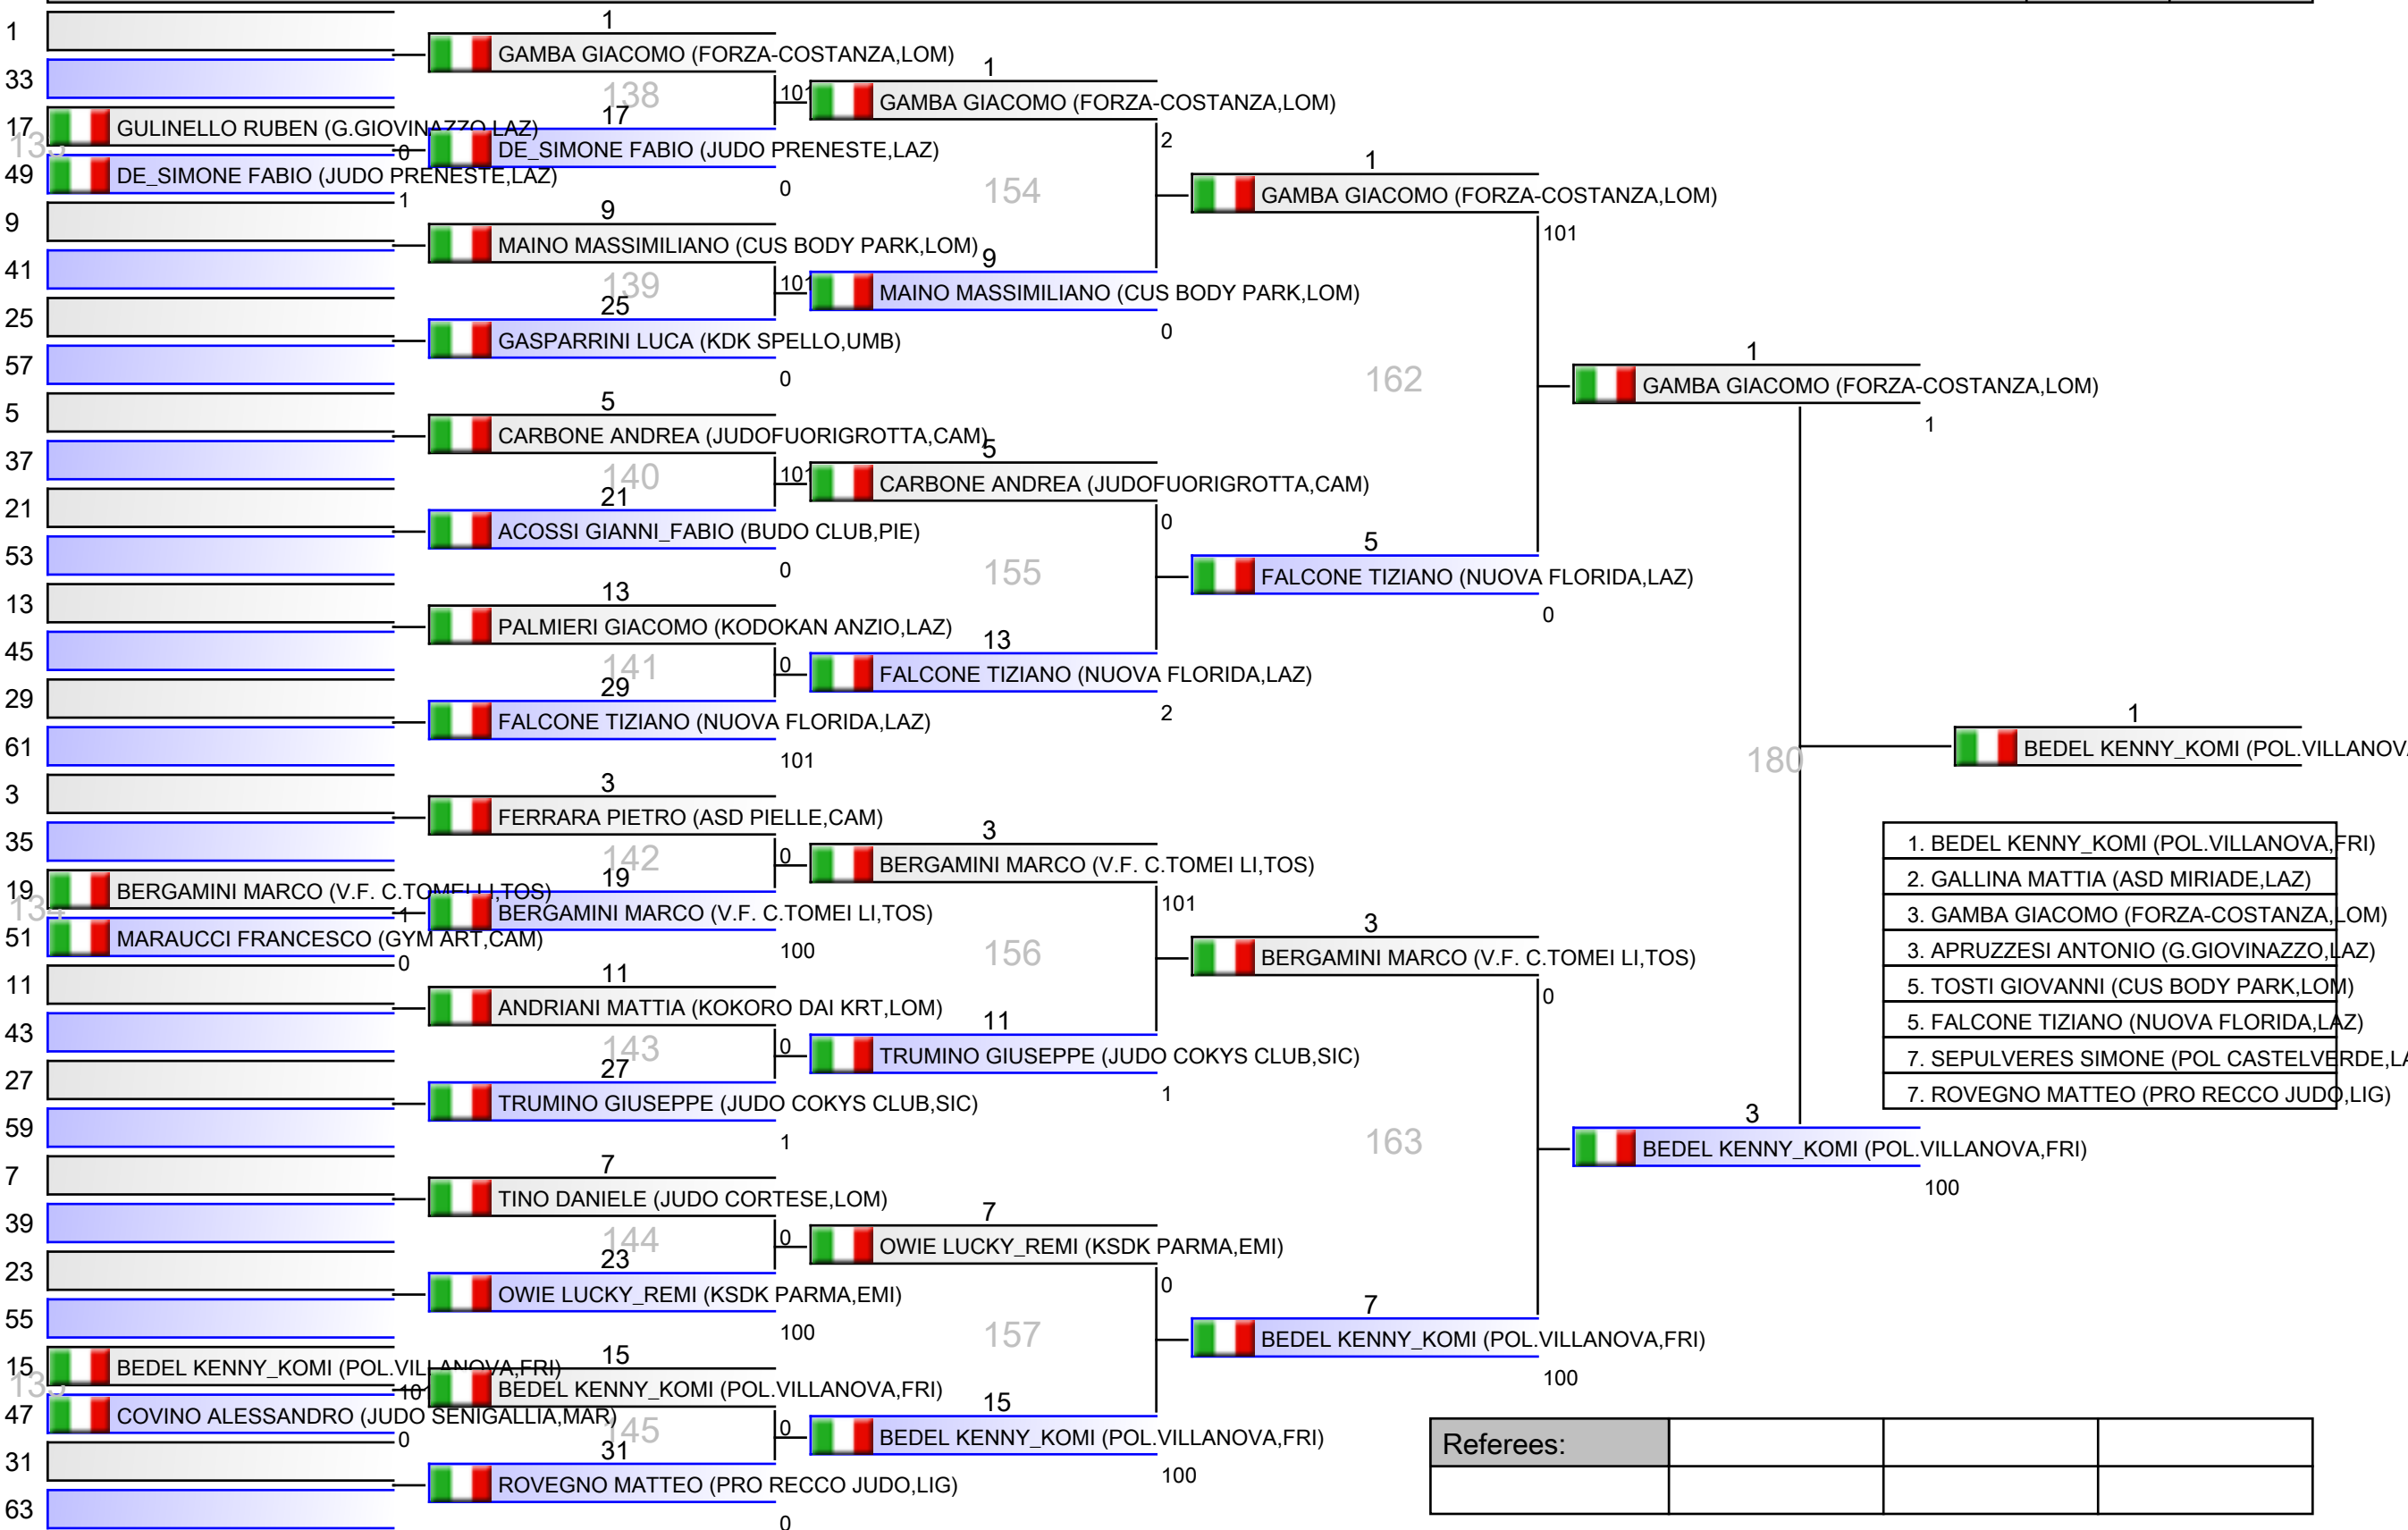 1
33
17
GULINELLO RUBEN (G.GIOVINAZZO,LAZ)
0
49
DE_SIMONE FABIO (JUDO PRENESTE,LAZ)
1
9
41
25
57
5
37
21
53
13
45
29
61
3
35
19
BERGAMINI MARCO (V.F. C.TOMEI LI,TOS)
134
1
51
MARAUCCI FRANCESCO (GYM ART,CAM)
0
11
43
27
59
7
39
23
55
15
BEDEL KENNY_KOMI (POL.VILLANOVA,FRI)
47
COVINO ALESSANDRO (JUDO SENIGALLIA,MAR)
0
31
63
1
GAMBA GIACOMO (FORZA-COSTANZA,LOM)
138
101
17
DE_SIMONE FABIO (JUDO PRENESTE,LAZ)
0
9
MAINO MASSIMILIANO (CUS BODY PARK,LOM)
139
101
25
GASPARRINI LUCA (KDK SPELLO,UMB)
0
5
CARBONE ANDREA (JUDOFUORIGROTTA,CAM)
140
101
21
ACOSSI GIANNI_FABIO (BUDO CLUB,PIE)
0
13
PALMIERI GIACOMO (KODOKAN ANZIO,LAZ)
141
0
29
FALCONE TIZIANO (NUOVA FLORIDA,LAZ)
101
3
FERRARA PIETRO (ASD PIELLE,CAM)
142
0
19
BERGAMINI MARCO (V.F. C.TOMEI LI,TOS)
100
11
ANDRIANI MATTIA (KOKORO DAI KRT,LOM)
143
0
27
TRUMINO GIUSEPPE (JUDO COKYS CLUB,SIC)
1
7
TINO DANIELE (JUDO CORTESE,LOM)
144
0
23
OWIE LUCKY_REMI (KSDK PARMA,EMI)
100
15
BEDEL KENNY_KOMI (POL.VILLANOVA,FRI)
145
0
31
ROVEGNO MATTEO (PRO RECCO JUDO,LIG)
0
1
GAMBA GIACOMO (FORZA-COSTANZA,LOM)
2
154
9
MAINO MASSIMILIANO (CUS BODY PARK,LOM)
0
5
CARBONE ANDREA (JUDOFUORIGROTTA,CAM)
0
155
13
FALCONE TIZIANO (NUOVA FLORIDA,LAZ)
2
3
BERGAMINI MARCO (V.F. C.TOMEI LI,TOS)
101
156
11
TRUMINO GIUSEPPE (JUDO COKYS CLUB,SIC)
1
7
OWIE LUCKY_REMI (KSDK PARMA,EMI)
0
157
15
BEDEL KENNY_KOMI (POL.VILLANOVA,FRI)
100
1
GAMBA GIACOMO (FORZA-COSTANZA,LOM)
101
162
5
FALCONE TIZIANO (NUOVA FLORIDA,LAZ)
0
3
BERGAMINI MARCO (V.F. C.TOMEI LI,TOS)
0
163
7
BEDEL KENNY_KOMI (POL.VILLANOVA,FRI)
100
1
GAMBA GIACOMO (FORZA-COSTANZA,LOM)
1
180
3
BEDEL KENNY_KOMI (POL.VILLANOVA,FRI)
100
1
BEDEL KENNY_KOMI (POL.VILLANOV
1. BEDEL KENNY_KOMI (POL.VILLANOVA,FRI)
2. GALLINA MATTIA (ASD MIRIADE,LAZ)
3. GAMBA GIACOMO (FORZA-COSTANZA,LOM)
3. APRUZZESI ANTONIO (G.GIOVINAZZO,LAZ)
5. TOSTI GIOVANNI (CUS BODY PARK,LOM)
5. FALCONE TIZIANO (NUOVA FLORIDA,LAZ)
7. SEPULVERES SIMONE (POL CASTELVERDE,LA
7. ROVEGNO MATTEO (PRO RECCO JUDO,LIG)
Referees: